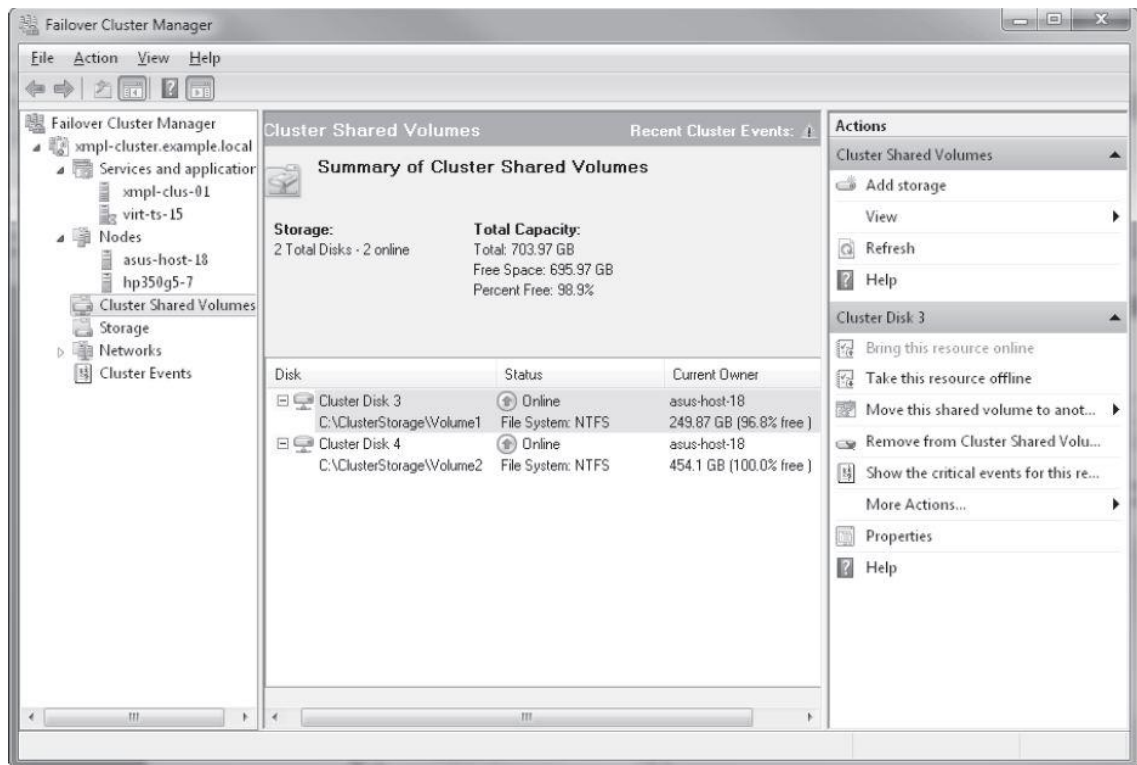 Failover Cluster Manager
File Action View Help
Failover Cluster Manager
xmpl-cluster.example.local
Services and application
xmpl-clus-01
virt-ts-15
Nodes
asus-host-18
hp350g5-7
Cluster Shared Volumes
Storage
Networks
Cluster Events
Cluster Shared Volumes Recent Cluster Events:
Summary of Cluster Shared Volumes
Storage:
2 Total Disks - 2 online
Total Capacity:
Total: 703.97 GB
Free Space: 695.97 GB
Percent Free: 98.9%
Disk Status Current Owner
Cluster Disk 3 Online asus-host-18
C:\ClusterStorage\Volume1 File System: NTFS 249.87 GB (96.8% free )
Cluster Disk 4 Online asus-host-18
C:\ClusterStorage\Volume2 File System: NTFS 454.1 GB (100.0% free )
Actions
Cluster Shared Volumes
Add storage
View
Refresh
Help
Cluster Disk 3
Bring this resource online
Take this resource offline
Move this shared volume to anot...
Remove from Cluster Shared Volu...
Show the critical events for this re...
More Actions...
Properties
Help